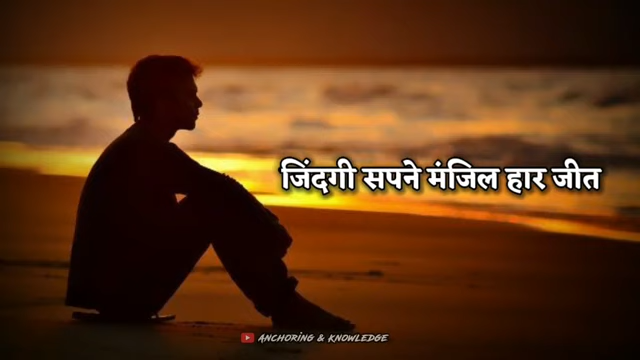 जिंदगी सपने मंजिल हार जीत
ANCHORING & KNOWLEDGE